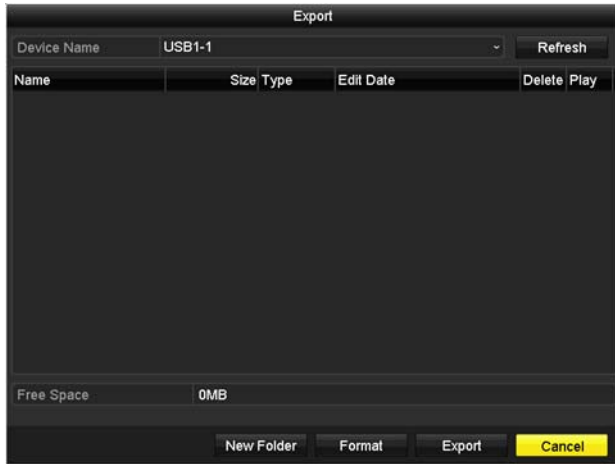 Export
Device Name USB1-1 Refresh
Name Size Type Edit Date Delete Play
Free Space 0MB
New Folder Format Export Cancel